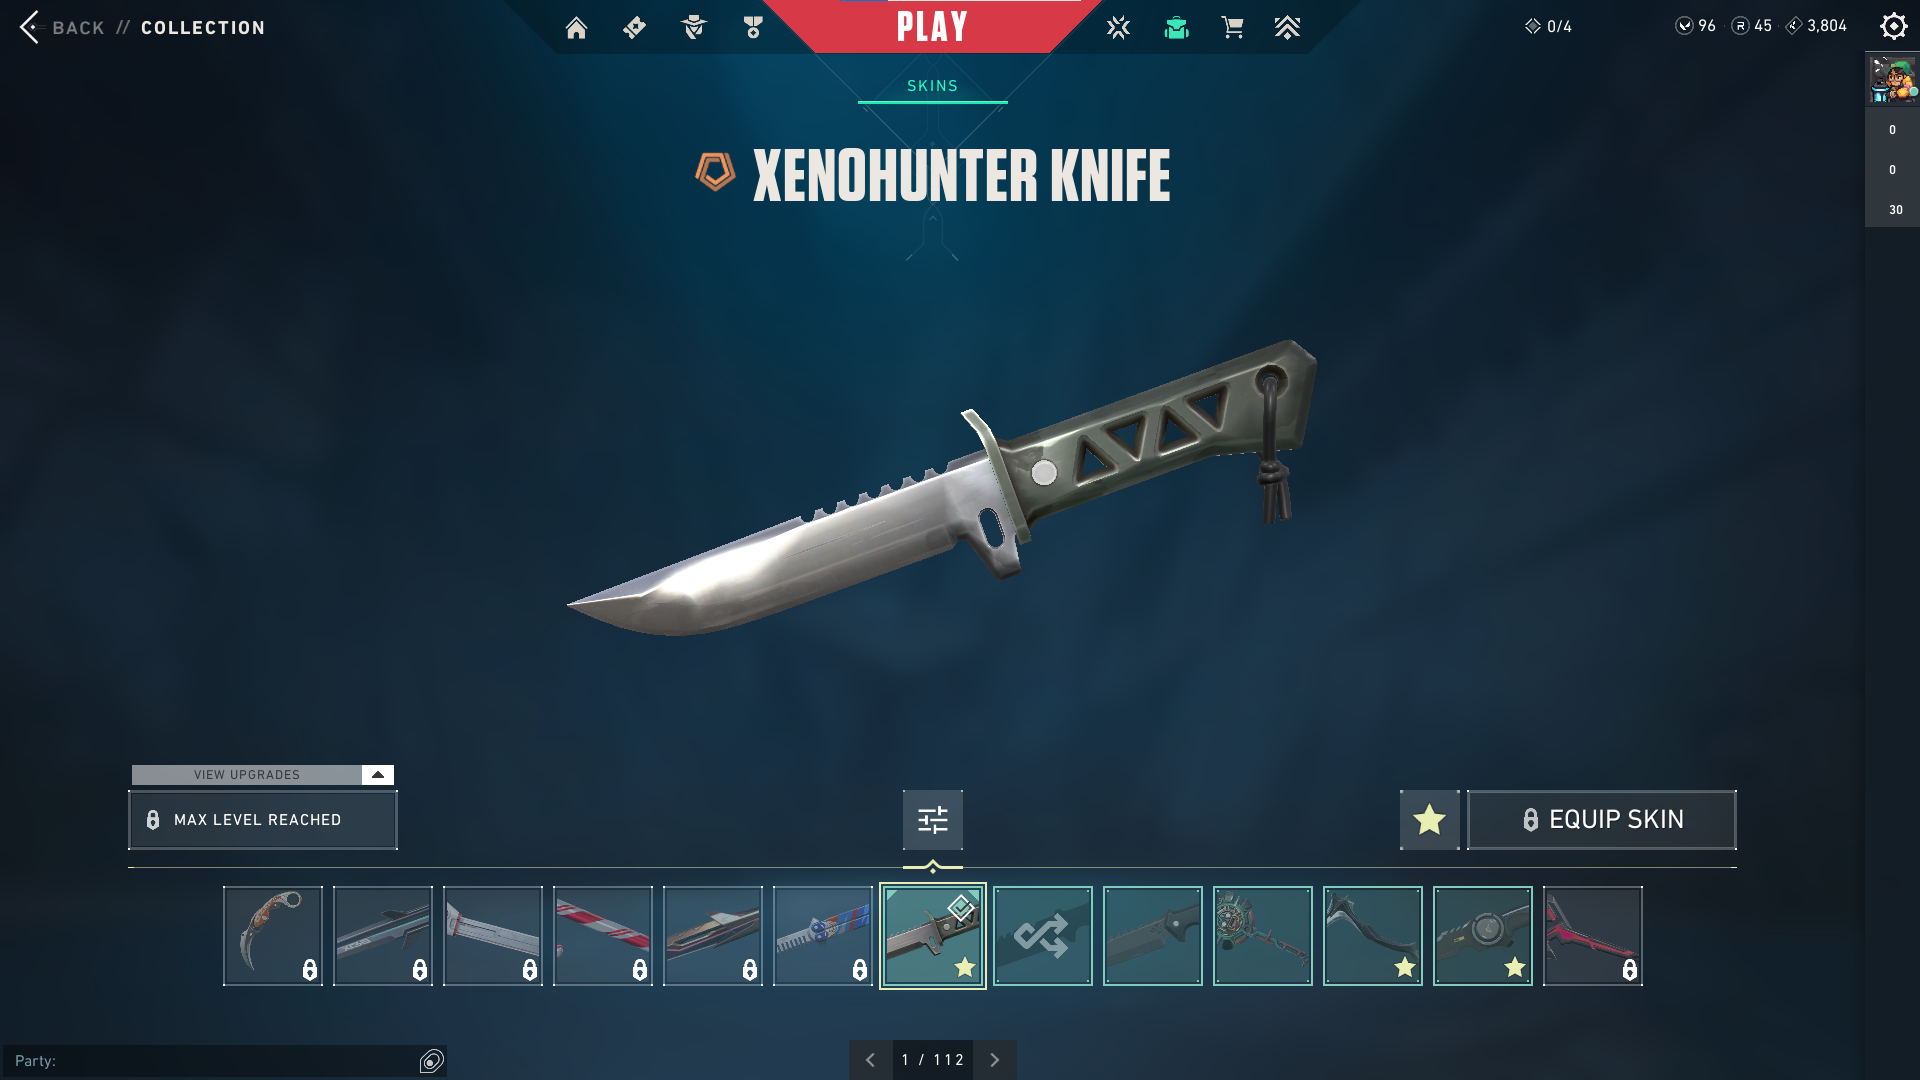 BACK // COLLECTION
PLAY
0/4
96
45
3,804
SKINS
XENOHUNTER KNIFE
0
0
30
VIEW UPGRADES
MAX LEVEL REACHED
EQUIP SKIN
Party:
1 / 112